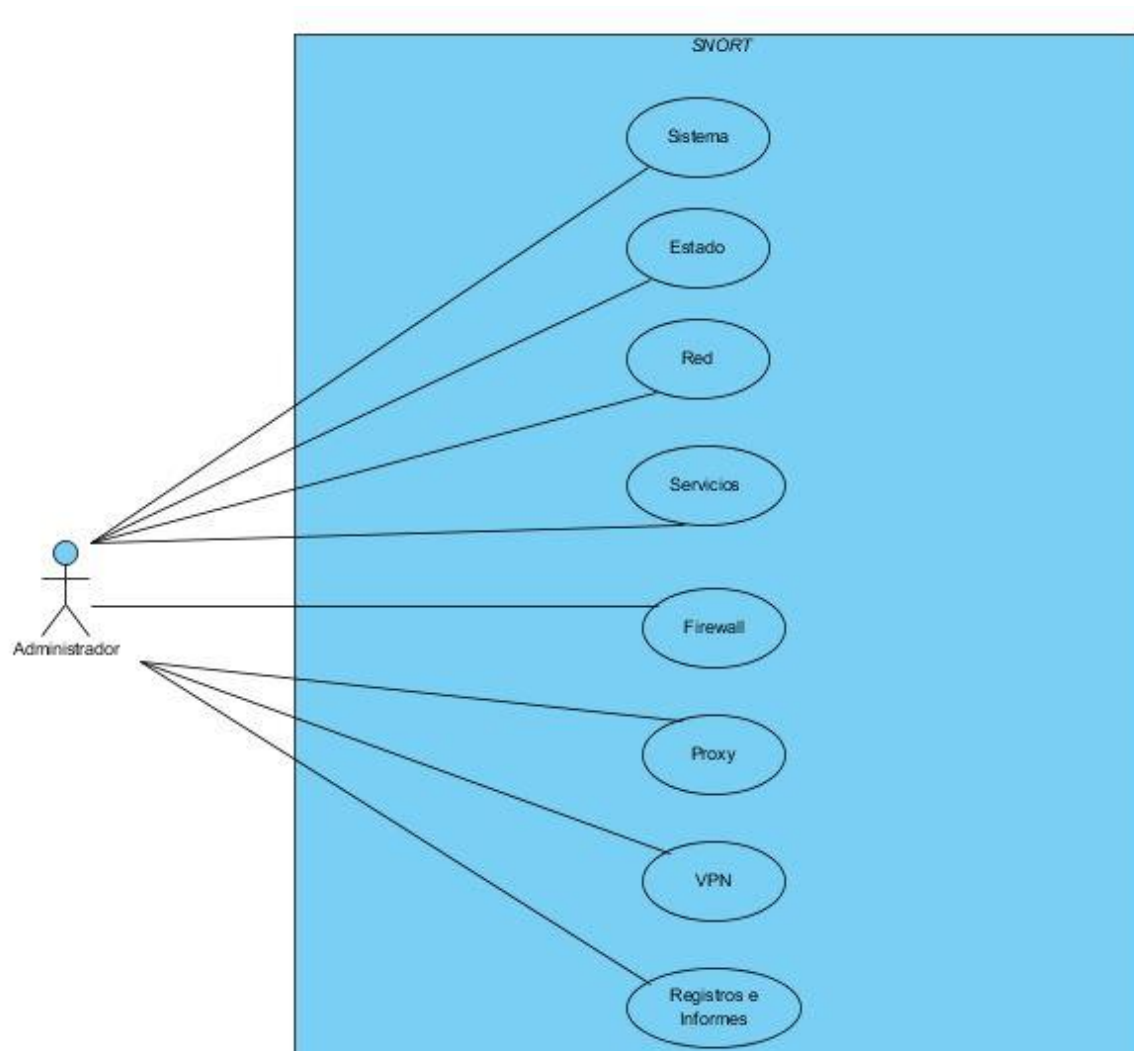 SNORT
Sistema
Estado
Red
Servicios
Firewall
Administrador
Proxy
VPN
Registros e
Informes